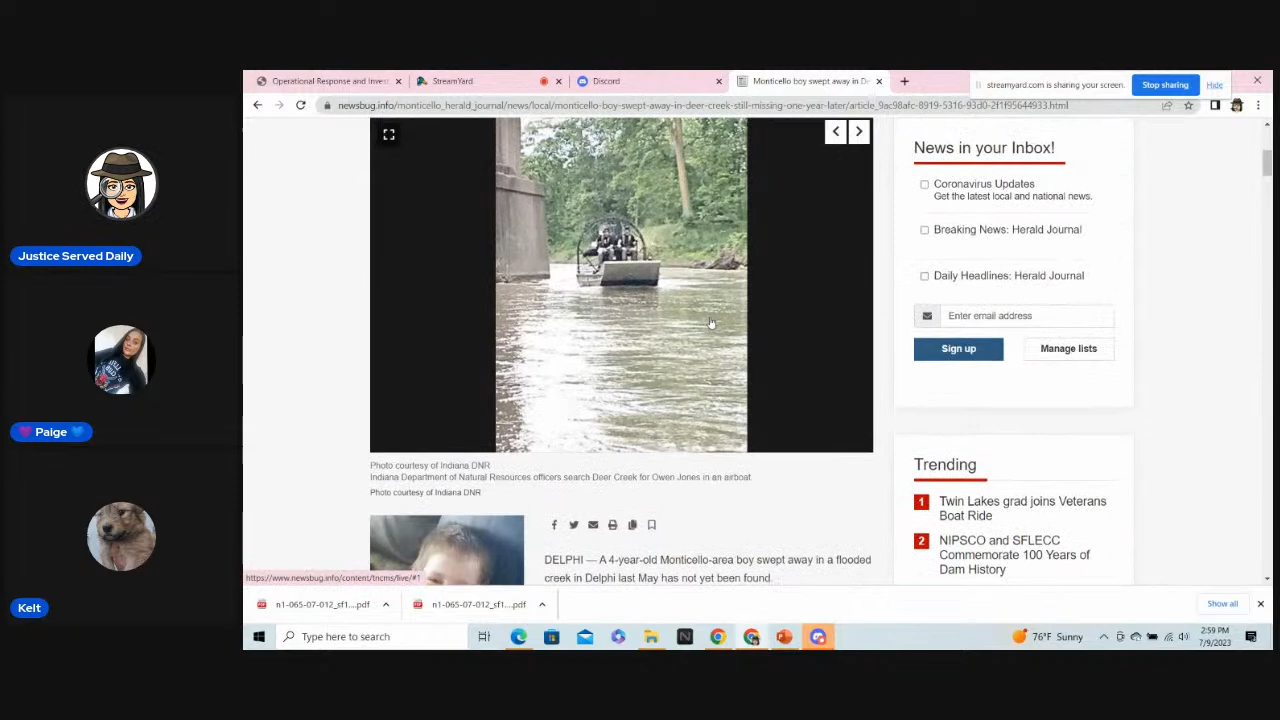 Justice Served Daily
Paige
Kelt
Operational Response and Inves
StreamYard
Discord
Monticello boy swept away in De
streamyard.com is sharing your screen.
Stop sharing
Hide
newsbug.info/monticello_herald_journal/news/local/monticello-boy-swept-away-in-deer-creek-still-missing-one-year-later/article_9ac98afc-8919-5316-93d0-2f1f95644933.html
Photo courtesy of Indiana DNR
Indiana Department of Natural Resources officers search Deer Creek for Owen Jones in an airboat.
Photo courtesy of Indiana DNR
DELPHI — A 4-year-old Monticello-area boy swept away in a flooded
creek in Delphi last May has not yet been found.
News in your Inbox!
Coronavirus Updates
Get the latest local and national news.
Breaking News: Herald Journal
Daily Headlines: Herald Journal
Enter email address
Sign up
Manage lists
Trending
1 Twin Lakes grad joins Veterans
Boat Ride
2 NIPSCO and SFLECC
Commemorate 100 Years of
Dam History
https://www.newsbug.info/content/tncms/live/#1
n1-065-07-012_sf1....pdf
n1-065-07-012_sf1....pdf
Show all
Type here to search
76°F Sunny
2:59 PM
7/9/2023